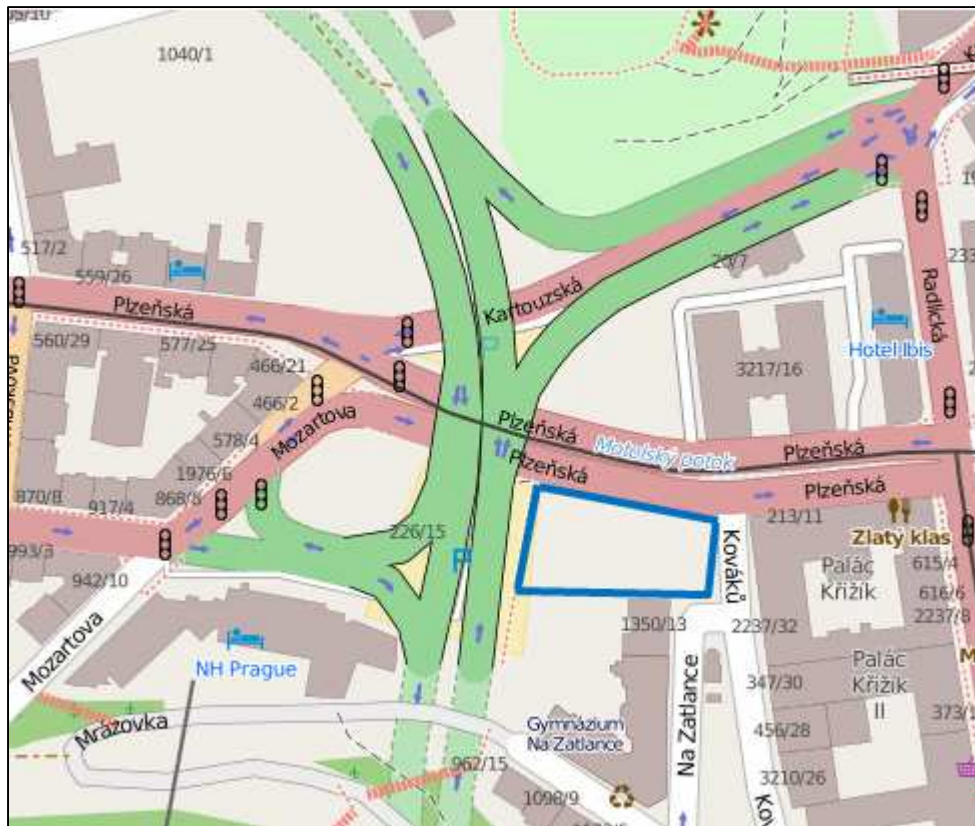 1040/1
517/2
559/26
Plzeňská
560/29
577/25
466/21
466/2
Mozartova
578/4
1976/6
868/8
870/8
917/4
993/3
942/10
Mozartova
226/15
P
P
Kartouzská
Plzeňská
Motolský potok
Plzeňská
Plzeňská
Plzeňská
Radlická
Hotel Ibis
3217/16
213/11
Zlatý klas
Palác
Křižík
615/4
616/6
2237/8
Kováků
1350/13
2237/32
Palác
Křižík
II
347/30
456/28
3210/26
Na Zatlance
NH Prague
Mrázovka
Gymnázium
Na Zatlance
962/15
1098/9